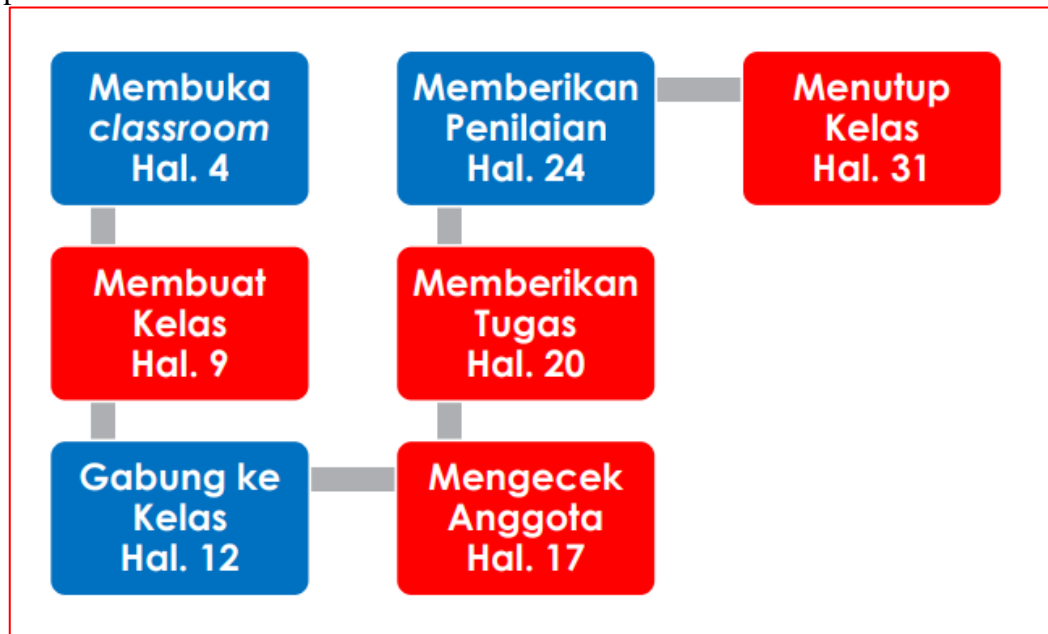 Membuka
classroom
Hal. 4
Membuat
Kelas
Hal. 9
Gabung ke
Kelas
Hal. 12
Mengecek
Anggota
Hal. 17
Memberikan
Tugas
Hal. 20
Memberikan
Penilaian
Hal. 24
Menutup
Kelas
Hal. 31